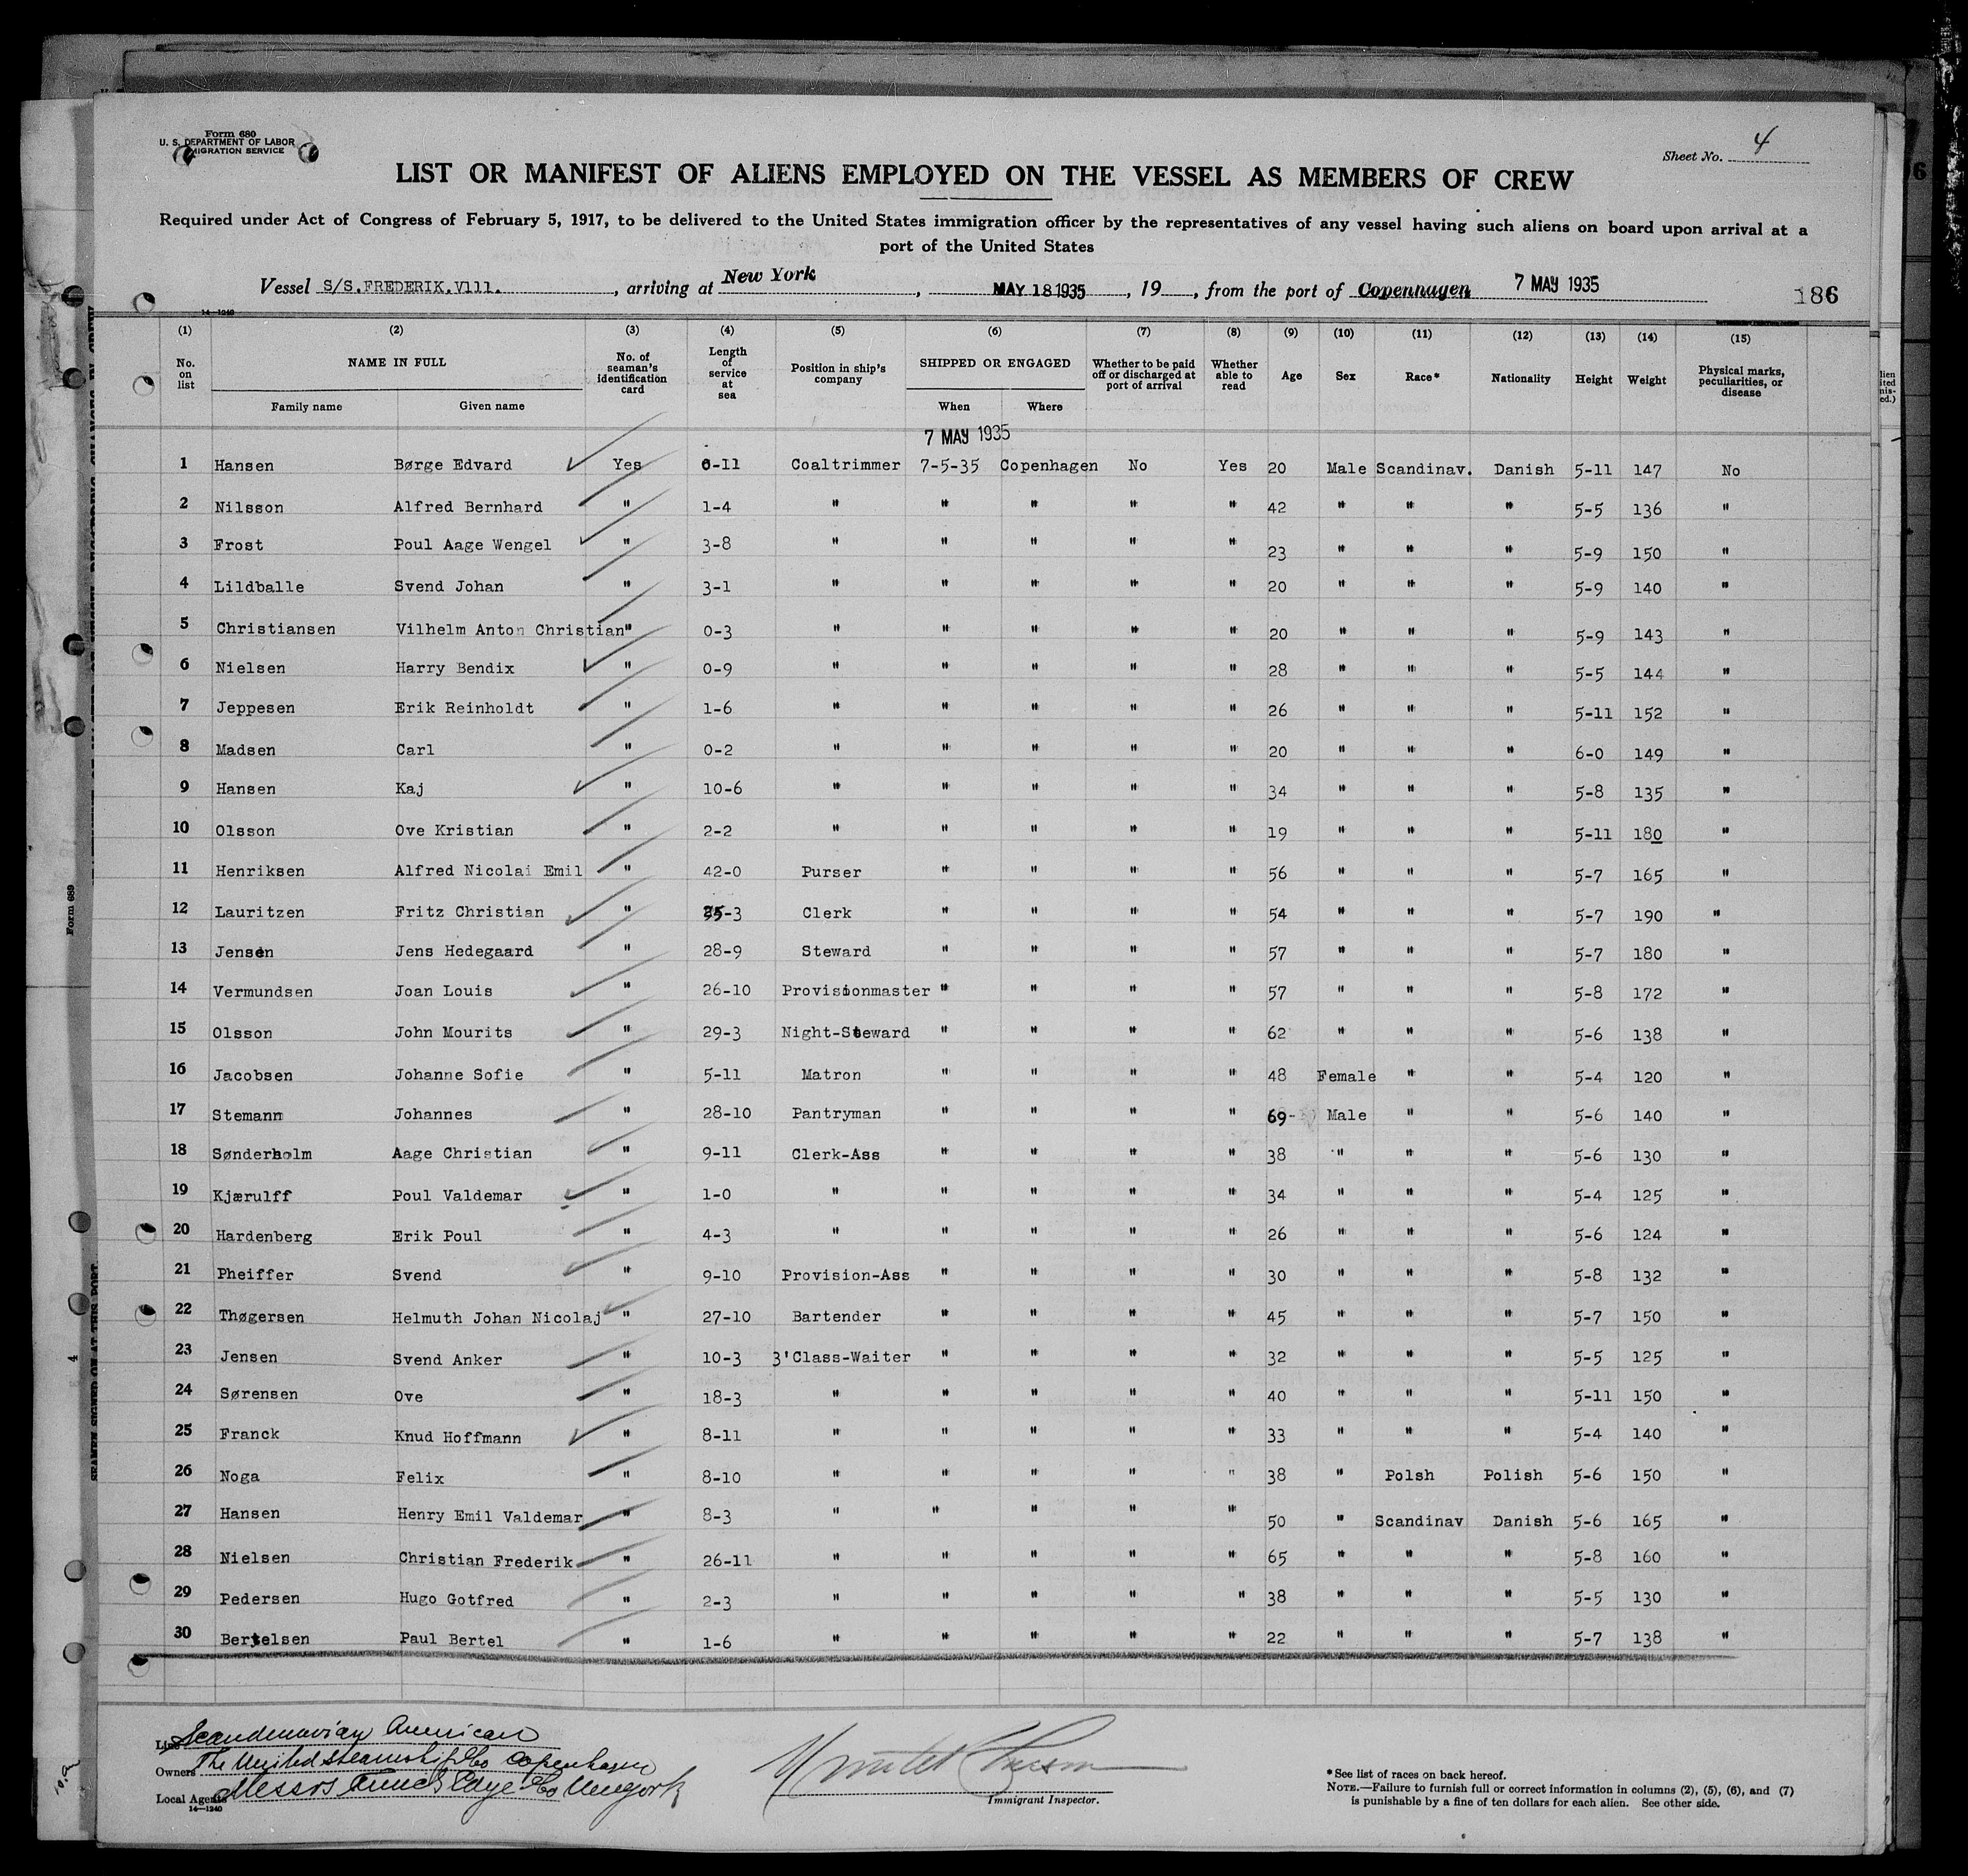 Form 680
U. S. DEPARTMENT OF LABOR
MIGRATION SERVICE
Sheet No. 4
LIST OR MANIFEST OF ALIENS EMPLOYED ON THE VESSEL AS MEMBERS OF CREW
Required under Act of Congress of February 5, 1917, to be delivered to the United States immigration officer by the representatives of any vessel having such aliens on board upon arrival at a
port of the United States
Vessel S/S.FREDERIK.V111. , arriving at New York , MAY 18 1935 , 19 , from the port of Copenhagen 7 MAY 1935
186
14—1240
(1) (2) (3) (4) (5) (6) (7) (8) (9) (10) (11) (12) (13) (14) (15)
No. on list NAME IN FULL Family name Given name No. of seaman's identification card Length of service at sea Position in ship's company SHIPPED OR ENGAGED When Where Whether to be paid off or discharged at port of arrival Whether able to read Age Sex Race* Nationality Height Weight Physical marks, peculiarities, or disease
7 MAY 1935
1 Hansen Børge Edvard Yes 0-11 Coaltrimmer 7-5-35 Copenhagen No Yes 20 Male Scandinav. Danish 5-11 147 No
2 Nilsson Alfred Bernhard " 1-4 " " " " " 42 " " " 5-5 136 "
3 Frost Poul Aage Wengel " 3-8 " " " " " 23 " " " 5-9 150 "
4 Lildballe Svend Johan " 3-1 " " " " " 20 " " " 5-9 140 "
5 Christiansen Vilhelm Anton Christian " 0-3 " " " " " 20 " " " 5-9 143 "
6 Nielsen Harry Bendix " 0-9 " " " " " 28 " " " 5-5 144 "
7 Jeppesen Erik Reinholdt " 1-6 " " " " " 26 " " " 5-11 152 "
8 Madsen Carl " 0-2 " " " " " 20 " " " 6-0 149 "
9 Hansen Kaj " 10-6 " " " " " 34 " " " 5-8 135 "
10 Olsson Ove Kristian " 2-2 " " " " " 19 " " " 5-11 180 "
11 Henriksen Alfred Nicolai Emil " 42-0 Purser " " " " 56 " " " 5-7 165 "
12 Lauritzen Fritz Christian " 35-3 Clerk " " " " 54 " " " 5-7 190 "
13 Jensen Jens Hedegaard " 28-9 Steward " " " " 57 " " " 5-7 180 "
14 Vermundsen Joan Louis " 26-10 Provisionmaster " " " " 57 " " " 5-8 172 "
15 Olsson John Mourits " 29-3 Night-Steward " " " " 62 " " " 5-6 138 "
16 Jacobsen Johanne Sofie " 5-11 Matron " " " " 48 Female " " 5-4 120 "
17 Stemann Johannes " 28-10 Pantryman " " " " 69 Male " " 5-6 140 "
18 Sønderholm Aage Christian " 9-11 Clerk-Ass " " " " 38 " " " 5-6 130 "
19 Kjærulff Poul Valdemar " 1-0 " " " " " 34 " " " 5-4 125 "
20 Hardenberg Erik Poul " 4-3 " " " " " 26 " " " 5-6 124 "
21 Pheiffer Svend " 9-10 Provision-Ass " " " " 30 " " " 5-8 132 "
22 Thøgersen Helmuth Johan Nicolaj " 27-10 Bartender " " " " 45 " " " 5-7 150 "
23 Jensen Svend Anker " 10-3 3'Class-Waiter " " " " 32 " " " 5-5 125 "
24 Sørensen Ove " 18-3 " " " " " 40 " " " 5-11 150 "
25 Franck Knud Hoffmann " 8-11 " " " " " 33 " " " 5-4 140 "
26 Noga Felix " 8-10 " " " " " 38 " Polsh Polish 5-6 150 "
27 Hansen Henry Emil Valdemar " 8-3 " " " " " 50 " Scandinav Danish 5-6 165 "
28 Nielsen Christian Frederik " 26-11 " " " " " 65 " " " 5-8 160 "
29 Pedersen Hugo Gotfred " 2-3 " " " " " 38 " " " 5-5 130 "
30 Bertelsen Paul Bertel " 1-6 " " " " " 22 " " " 5-7 138 "
Line Scandinavian American
Owners The United Steamship Co Copenhagen
Local Agents Messrs Funch Edye Co Newyork
14—1240
Immigrant Inspector.
* See list of races on back hereof.
NOTE.—Failure to furnish full or correct information in columns (2), (5), (6), and (7)
is punishable by a fine of ten dollars for each alien. See other side.
Form 689
4